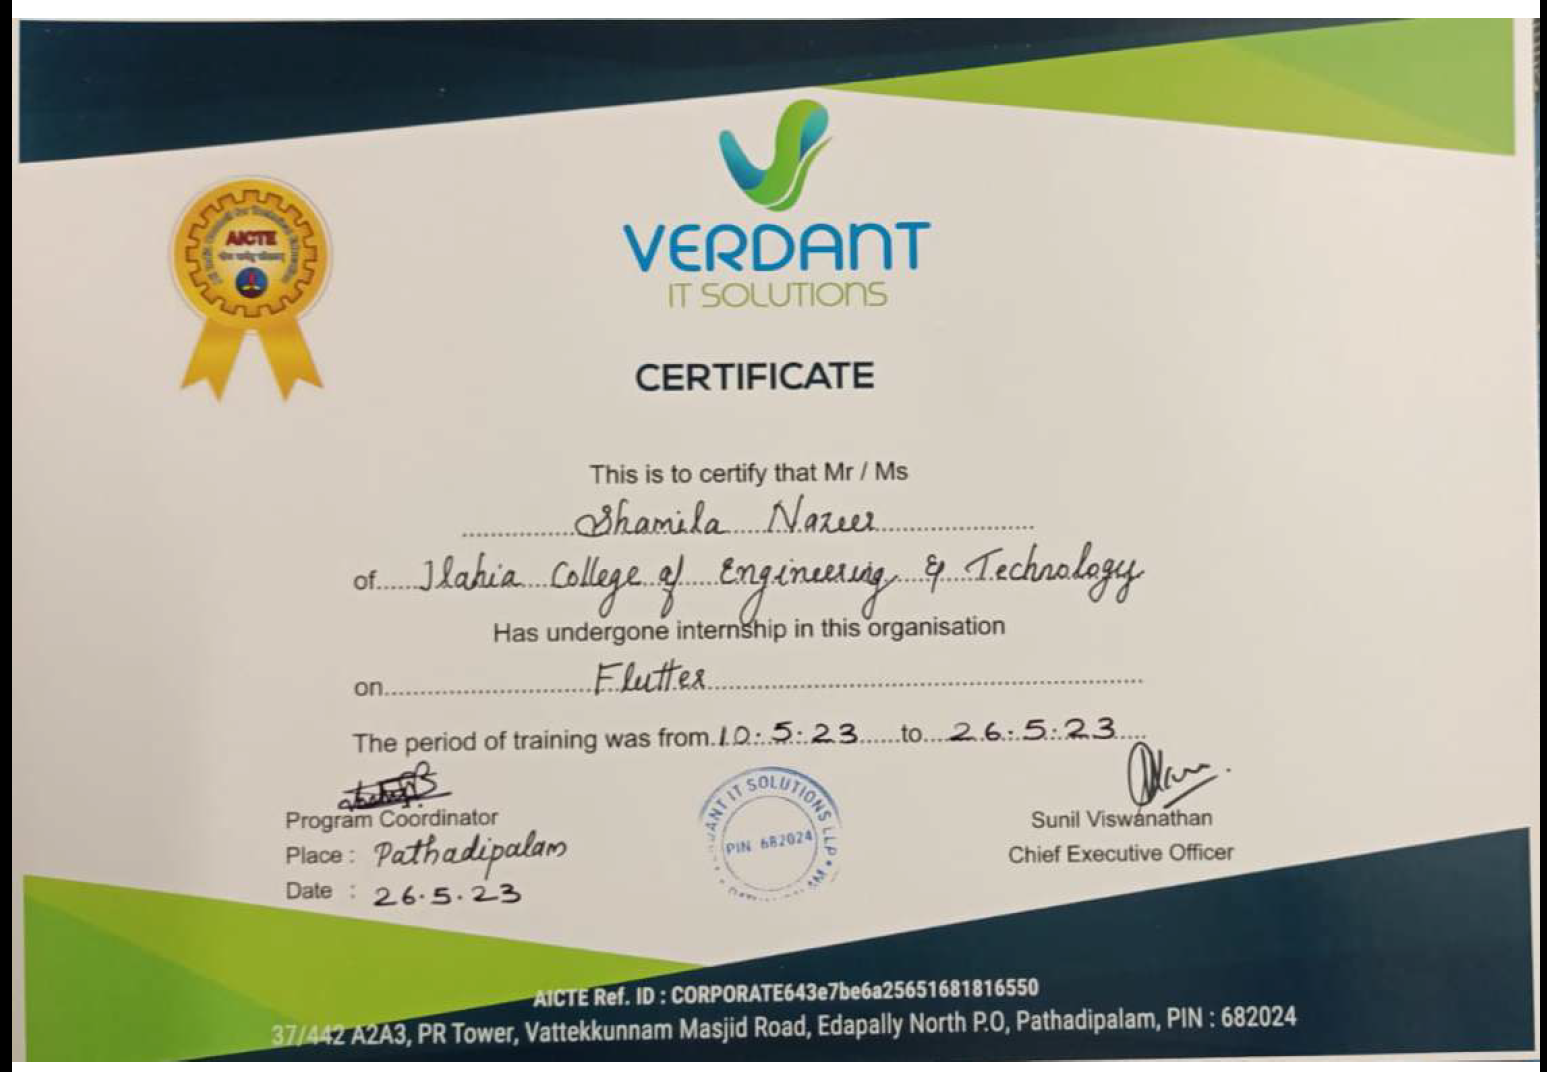 AICTE
VERDANT
IT SOLUTIONS
CERTIFICATE
This is to certify that Mr / Ms
Shamila Nazeer
of Ilahia College of Engineering & Technology
Has undergone internship in this organisation
on Flutter
The period of training was from 10.5.23 to 26.5.23
Program Coordinator
Place : Pathadipalam
Date : 26.5.23
IT SOLUTIONS LLP
PIN 682024
Sunil Viswanathan
Chief Executive Officer
AICTE Ref. ID : CORPORATE643e7be6a25651681816550
37/442 A2A3, PR Tower, Vattekkunnam Masjid Road, Edapally North P.O, Pathadipalam, PIN : 682024